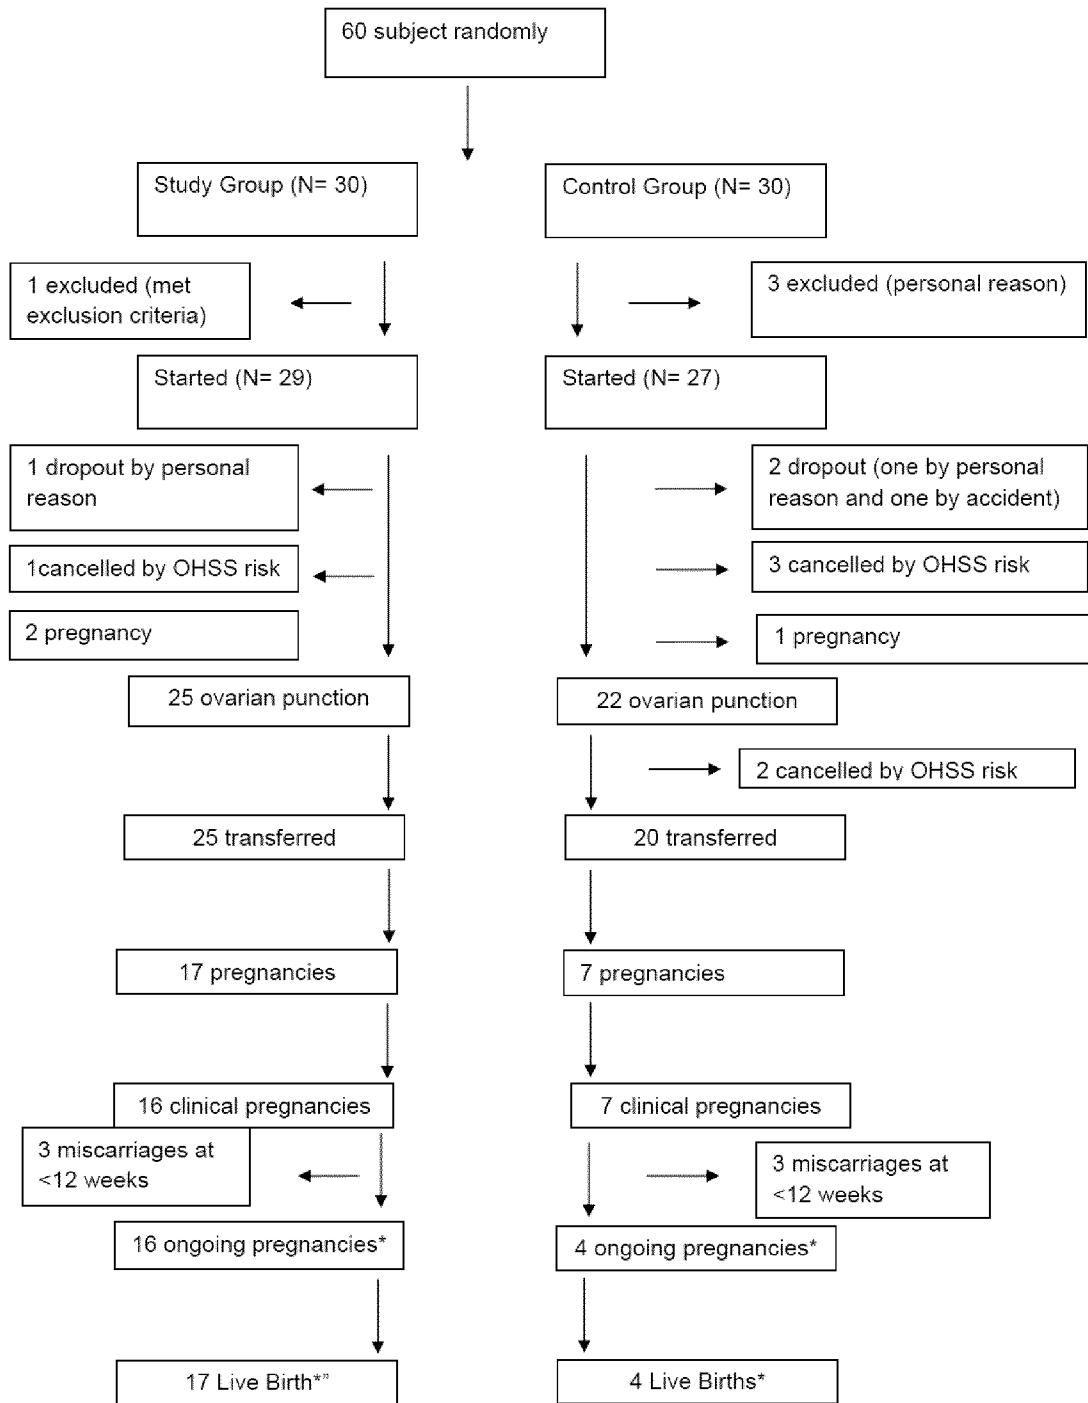 60 subject randomly
Study Group (N= 30)
Control Group (N= 30)
1 excluded (met
exclusion criteria)
3 excluded (personal reason)
Started (N= 29)
Started (N= 27)
1 dropout by personal
reason
2 dropout (one by personal
reason and one by accident)
1cancelled by OHSS risk
3 cancelled by OHSS risk
2 pregnancy
1 pregnancy
25 ovarian punction
22 ovarian punction
2 cancelled by OHSS risk
25 transferred
20 transferred
17 pregnancies
7 pregnancies
16 clinical pregnancies
7 clinical pregnancies
3 miscarriages at
<12 weeks
3 miscarriages at
<12 weeks
16 ongoing pregnancies*
4 ongoing pregnancies*
17 Live Birth*"
4 Live Births*